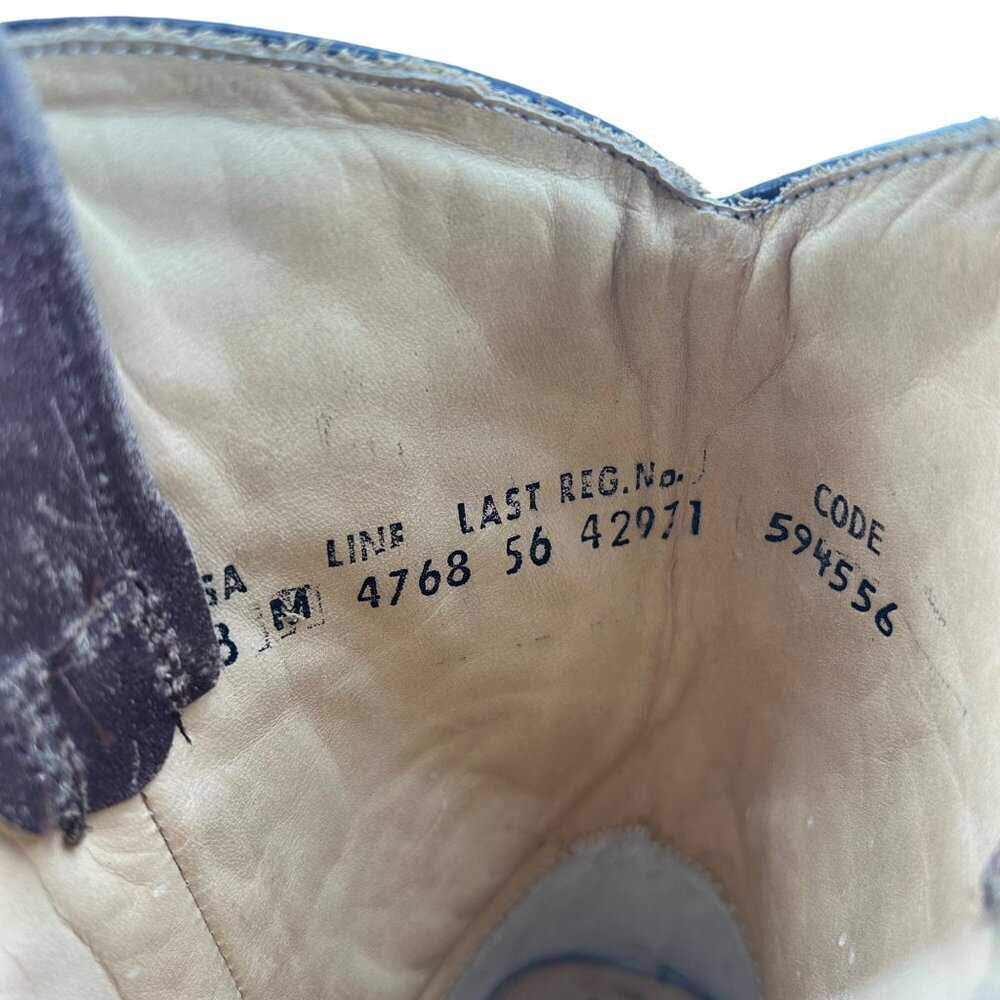 SA LINE LAST REG.No. CODE
8 M 4768 56 42971 594556